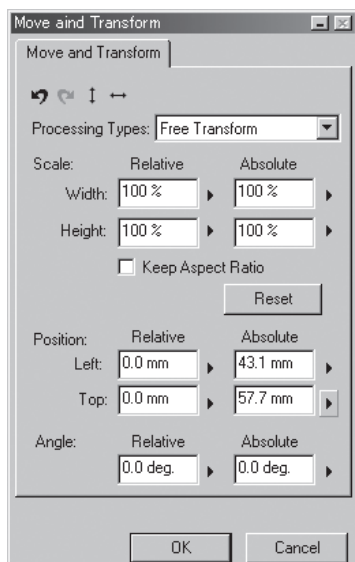 Move aind Transform
Move and Transform
Processing Types: Free Transform
Scale: Relative Absolute
Width: 100 % 100 %
Height: 100 % 100 %
Keep Aspect Ratio
Reset
Position: Relative Absolute
Left: 0.0 mm 43.1 mm
Top: 0.0 mm 57.7 mm
Angle: Relative Absolute
0.0 deg. 0.0 deg.
OK Cancel